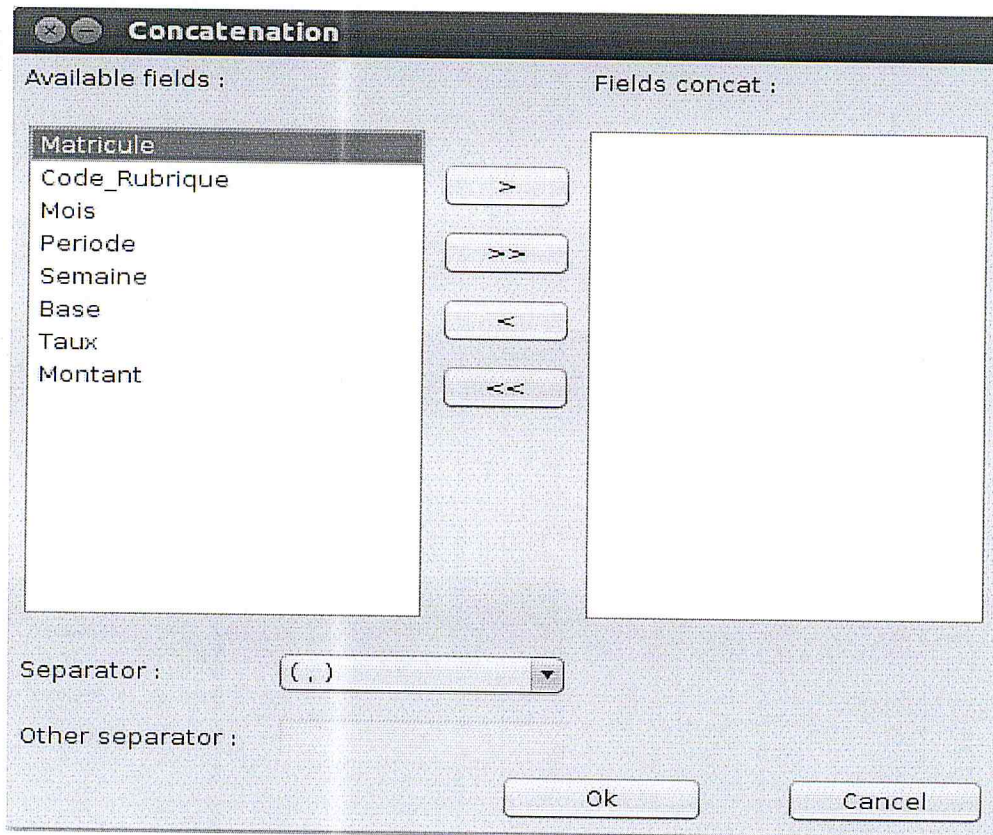 Concatenation
Available fields :
Fields concat :
Matricule
Code_Rubrique
Mois
Periode
Semaine
Base
Taux
Montant
>
>>
<
<<
Separator :
( , )
Other separator :
Ok
Cancel